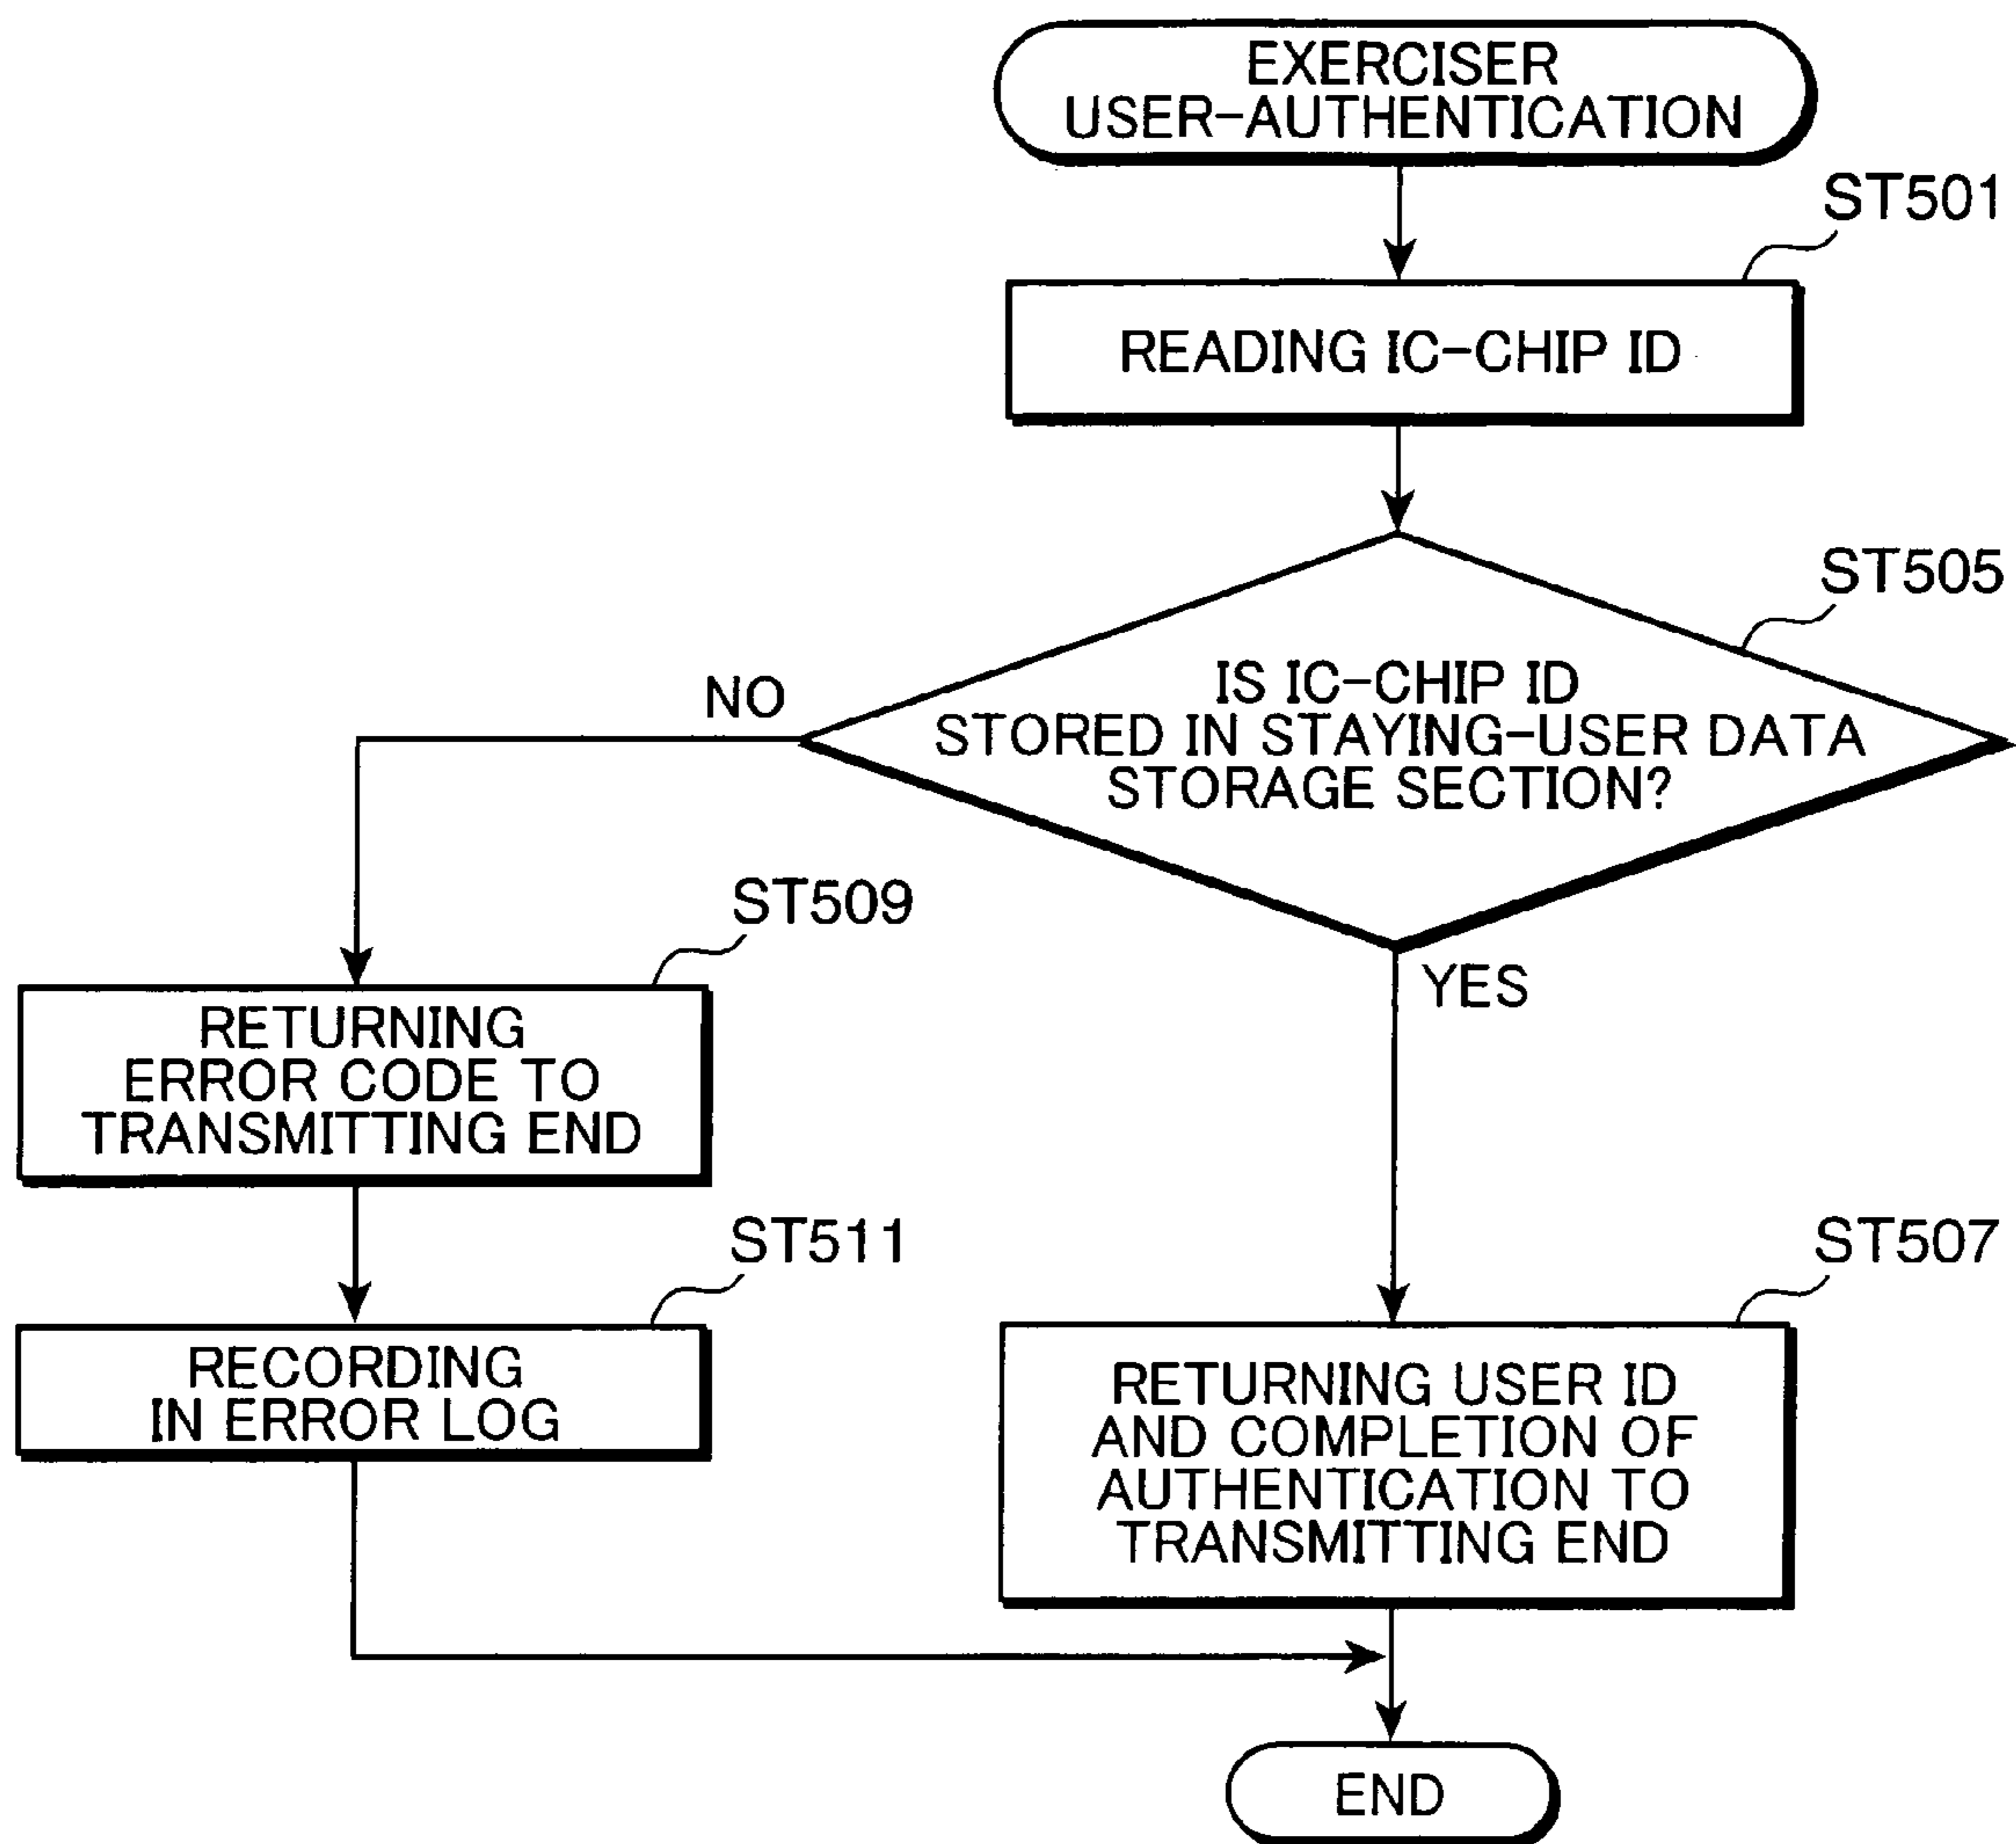 EXERCISER
USER-AUTHENTICATION
ST501
READING IC-CHIP ID
ST505
IS IC-CHIP ID
STORED IN STAYING-USER DATA
STORAGE SECTION?
NO
YES
ST509
RETURNING
ERROR CODE TO
TRANSMITTING END
ST511
RECORDING
IN ERROR LOG
ST507
RETURNING USER ID
AND COMPLETION OF
AUTHENTICATION TO
TRANSMITTING END
END